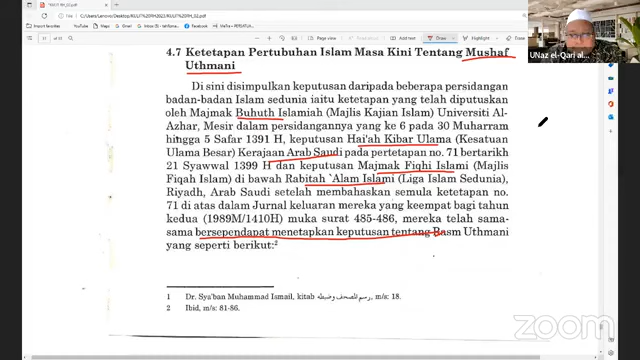 UNaz el-Qari al...
Draw
Highlight
Erase
4.7 Ketetapan Pertubuhan Islam Masa Kini Tentang Mushaf
Uthmani
Di sini disimpulkan keputusan daripada beberapa persidangan
badan-badan Islam sedunia iaitu ketetapan yang telah diputuskan
oleh Majmak Buhuth Islamiah (Majlis Kajian Islam) Universiti Al-
Azhar, Mesir dalam persidangannya yang ke 6 pada 30 Muharram
hingga 5 Safar 1391 H, keputusan Hai'ah Kibar Ulama (Kesatuan
Ulama Besar) Kerajaan Arab Saudi pada pertetapan no. 71 bertarikh
21 Syawwal 1399 H dan keputusan Majmak Fiqhi Islami (Majlis
Fiqah Islam) di bawah Rabitah `Alam Islami (Liga Islam Sedunia),
Riyadh, Arab Saudi setelah membahaskan semula ketetapan no.
71 di atas dalam Jurnal keluaran mereka yang keempat bagi tahun
kedua (1989M/1410H) muka surat 485-486, mereka telah sama-
sama bersependapat menetapkan keputusan tentang Rasm Uthmani
yang seperti berikut:²
1 Dr. Sya'ban Muhammad Ismail, kitab رسم المصحف وضبطه, m/s: 18.
2 Ibid, m/s: 81-86.
zoom